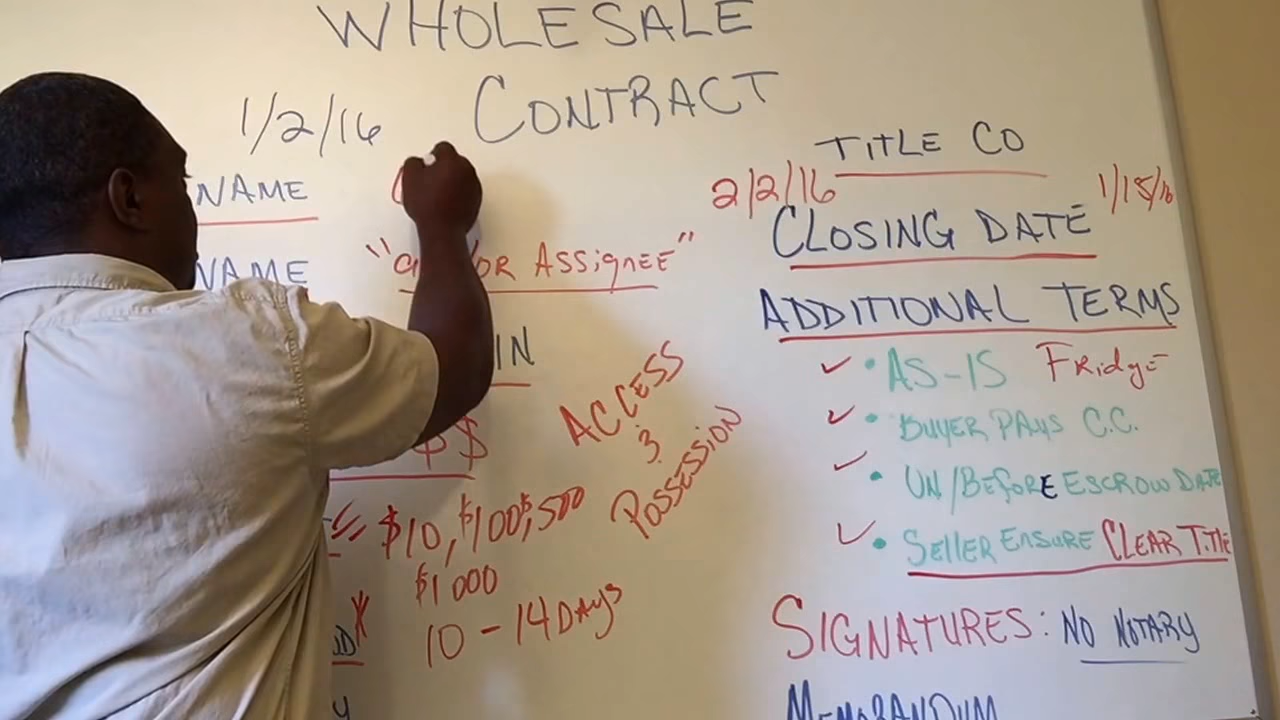 WHOLESALE
CONTRACT
1/2/16
NAME
NAME
OR ASSIGNEE"
IN
$$
$10, $100, $500
$1000
10 - 14 DAYS
ACCESS
&
POSSESSION
TITLE CO
2/2/16
1/15/16
CLOSING DATE
ADDITIONAL TERMS
• AS-IS FRIDGE
• BUYER PAYS C.C.
• ON/BEFORE ESCROW DATE
• SELLER ENSURE CLEAR TITLE
SIGNATURES: NO NOTARY
MEMORANDUM